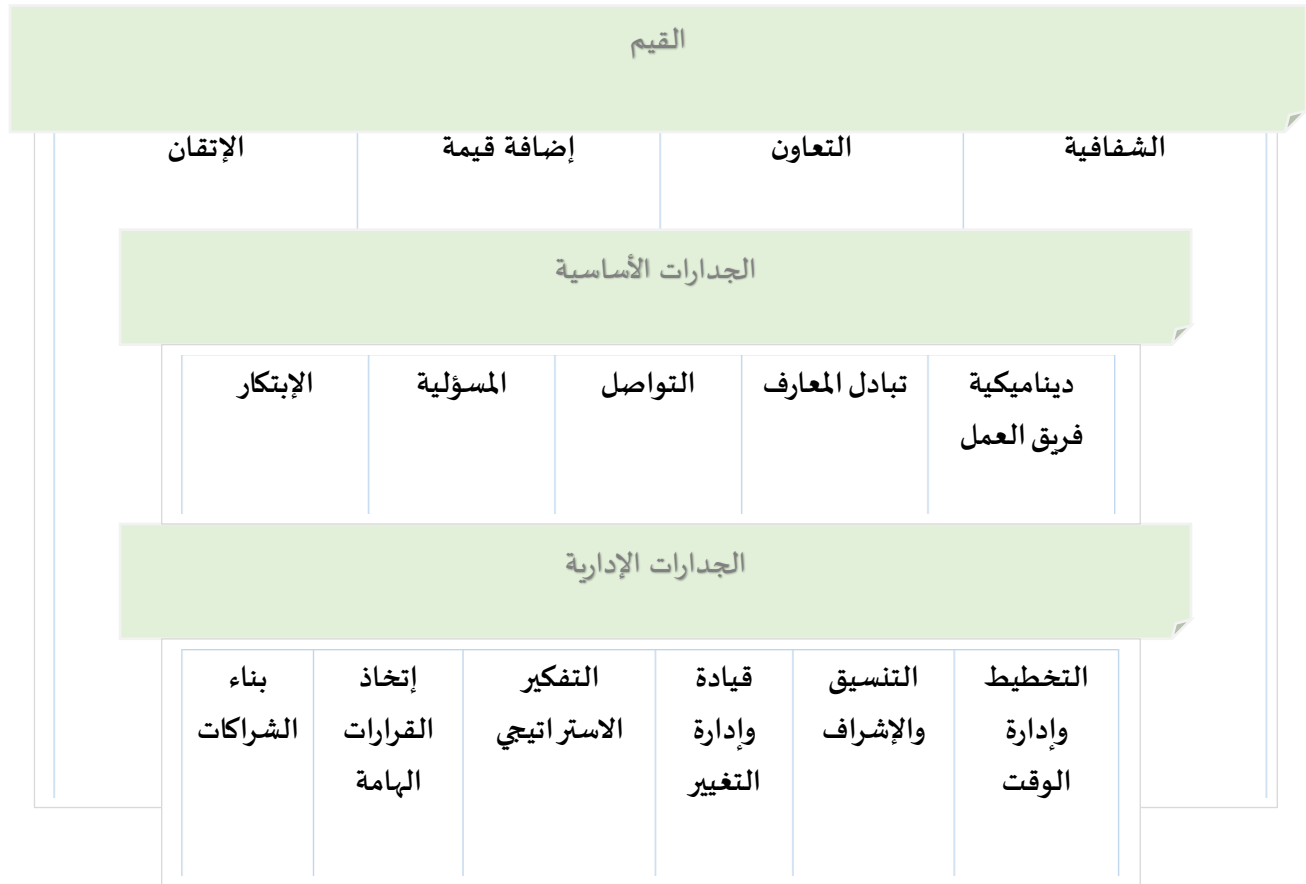 القيم
الشفافية التعاون إضافة قيمة الإتقان
الجدارات الأساسية
ديناميكية تبادل المعارف التواصل المسؤلية الإبتكار
فريق العمل
الجدارات الإدارية
التخطيط التنسيق قيادة التفكير إتخاذ بناء
وإدارة والإشراف وإدارة الاستراتيجي القرارات الشراكات
الوقت التغيير الهامة